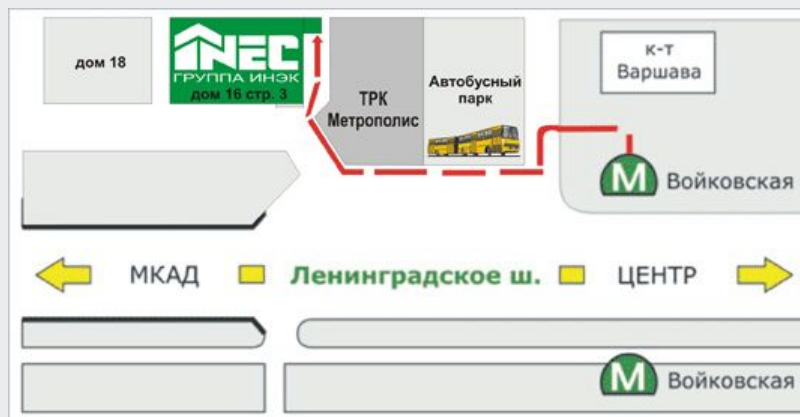 дом 18
INEC
ГРУППА ИНЭК
дом 16 стр. 3
ТРК
Метрополис
Автобусный
парк
к-т
Варшава
М Войковская
МКАД
Ленинградское ш.
ЦЕНТР
М Войковская